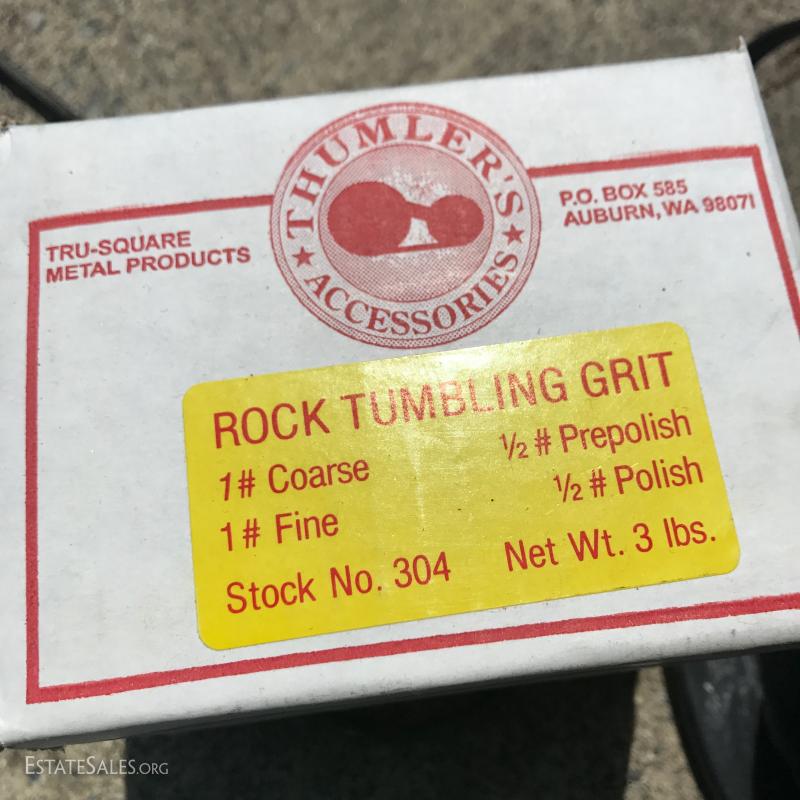 THUMLER'S
ACCESSORIES
TRU-SQUARE
METAL PRODUCTS
P.O. BOX 585
AUBURN, WA 98071
ROCK TUMBLING GRIT
1# Coarse
½ # Prepolish
1# Fine
½ # Polish
Stock No. 304
Net Wt. 3 lbs.
ESTATESALES.ORG